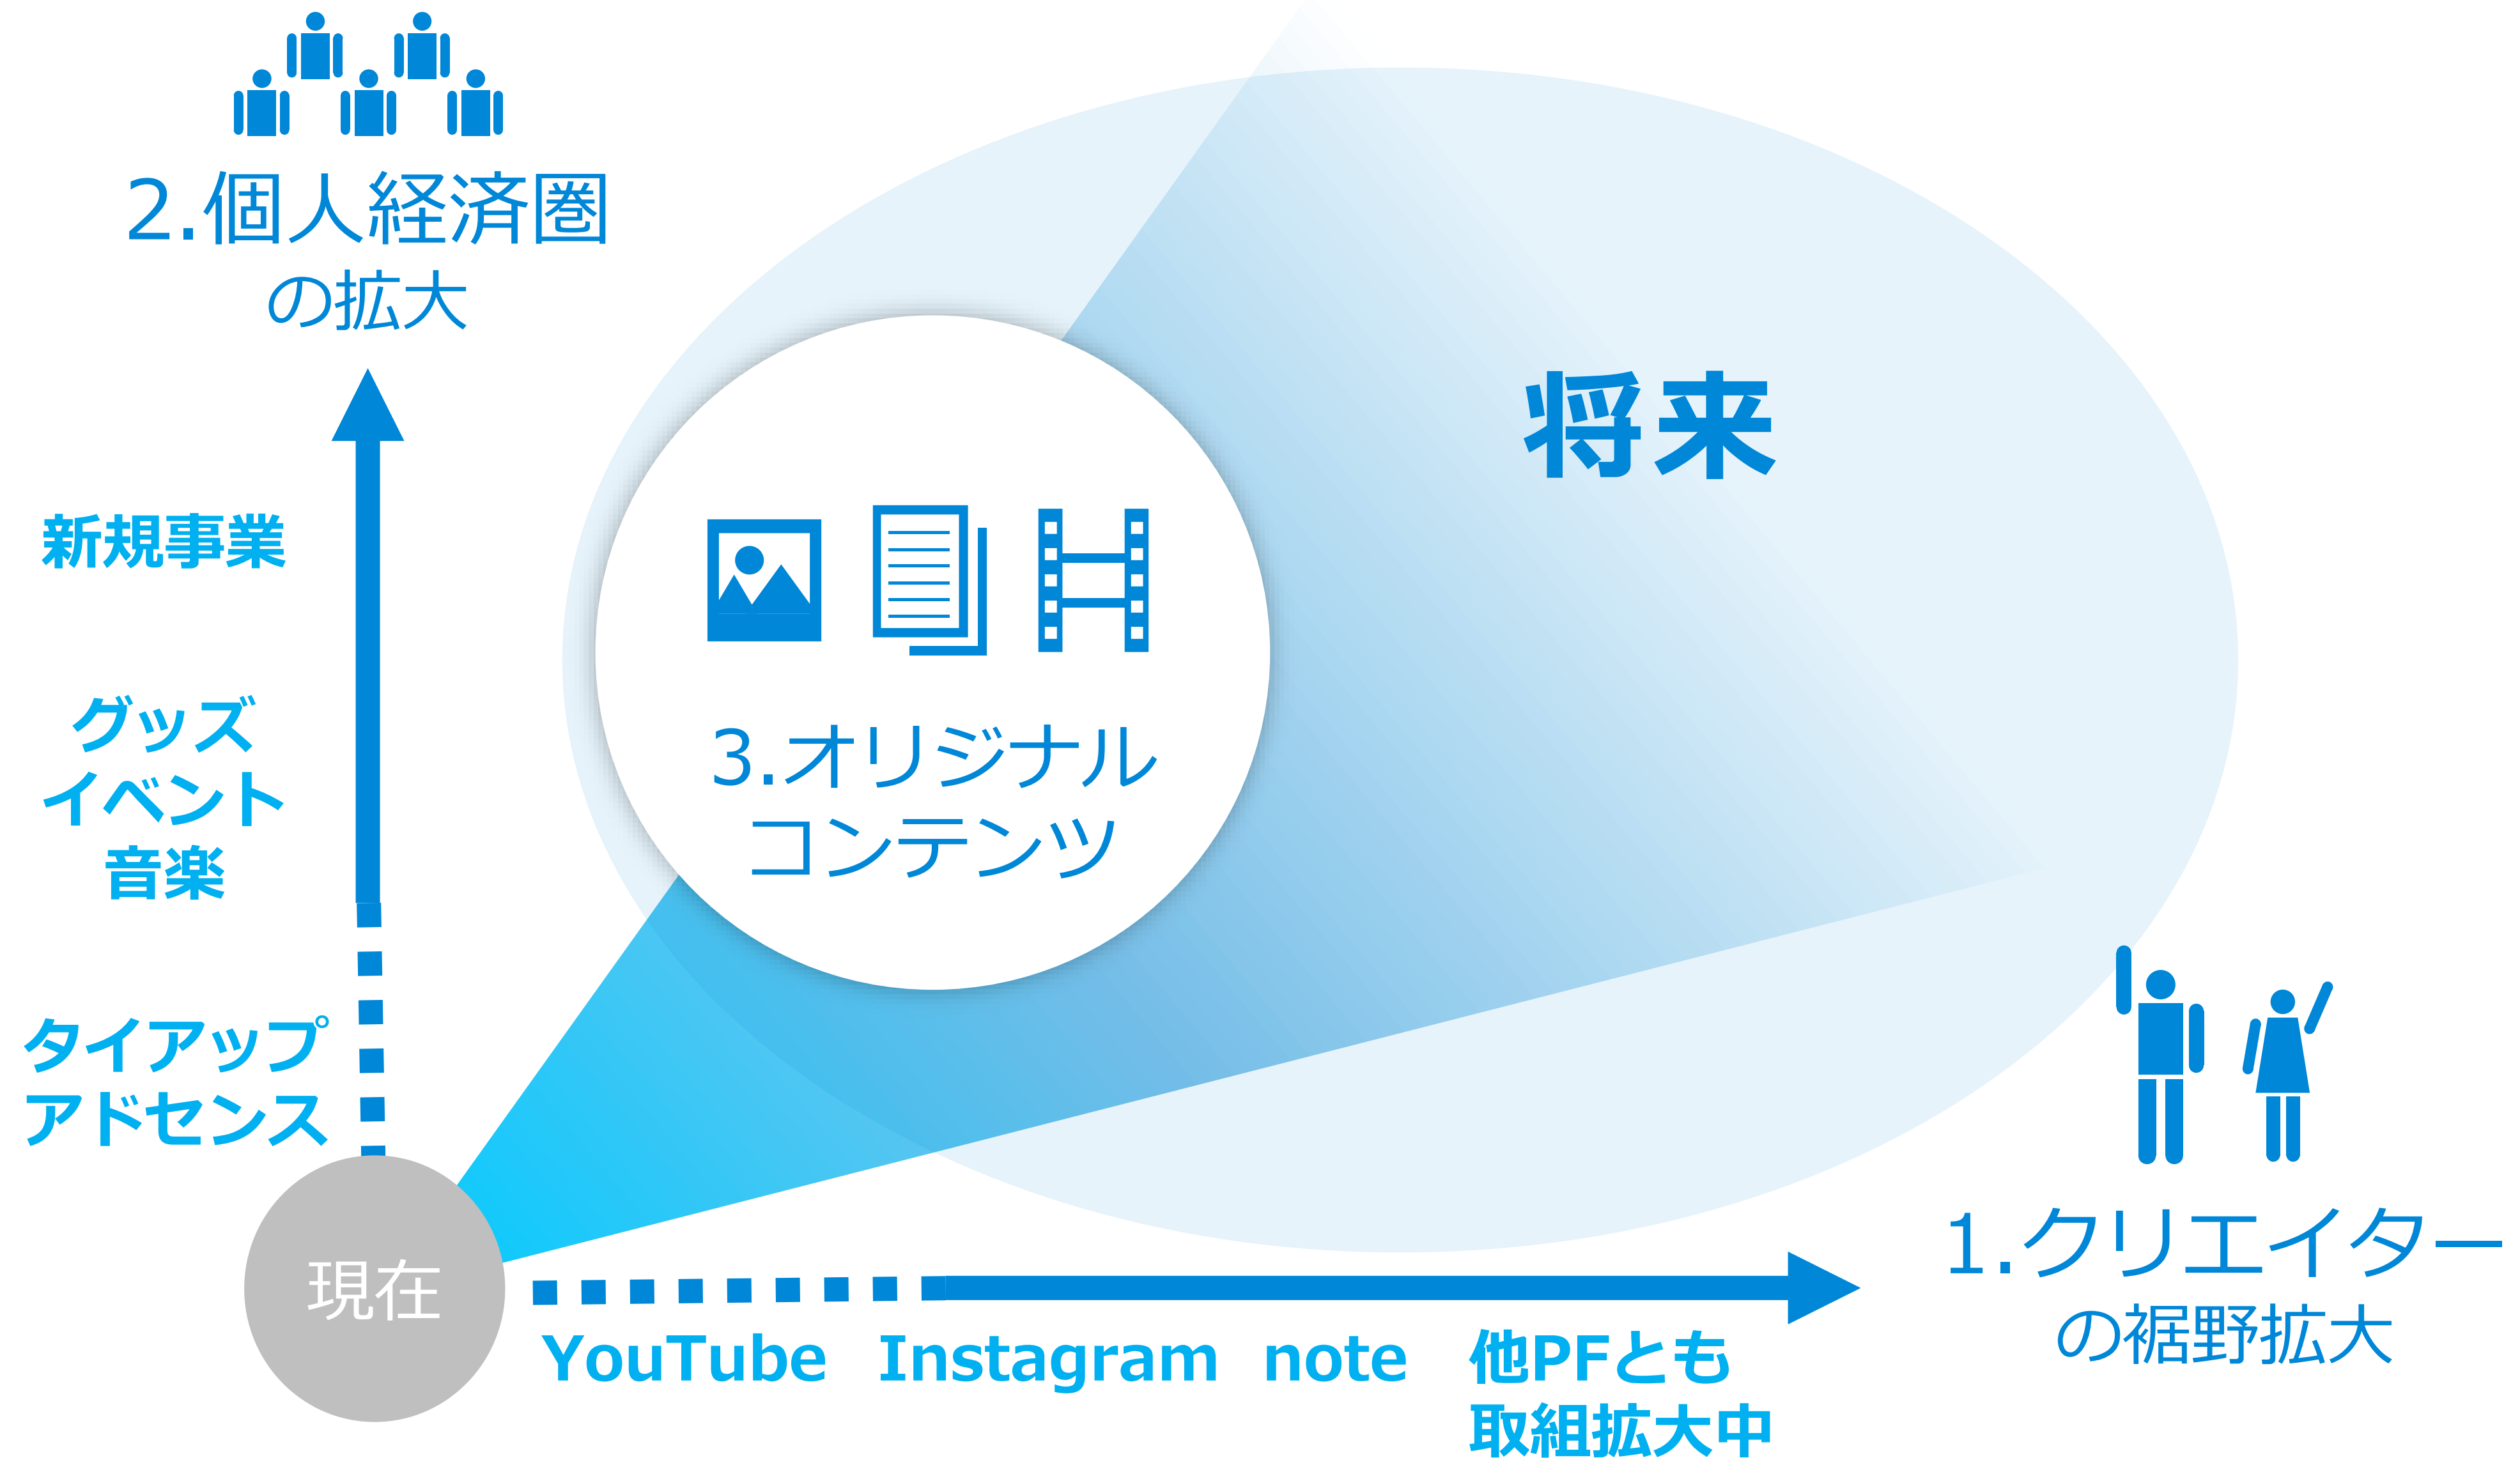 2.個人経済圏
の拡大
将来
新規事業
グッズ
イベント
音楽
3.オリジナル
コンテンツ
タイアップ
アドセンス
現在
1.クリエイター
の裾野拡大
YouTube Instagram note 他PFとも
取組拡大中